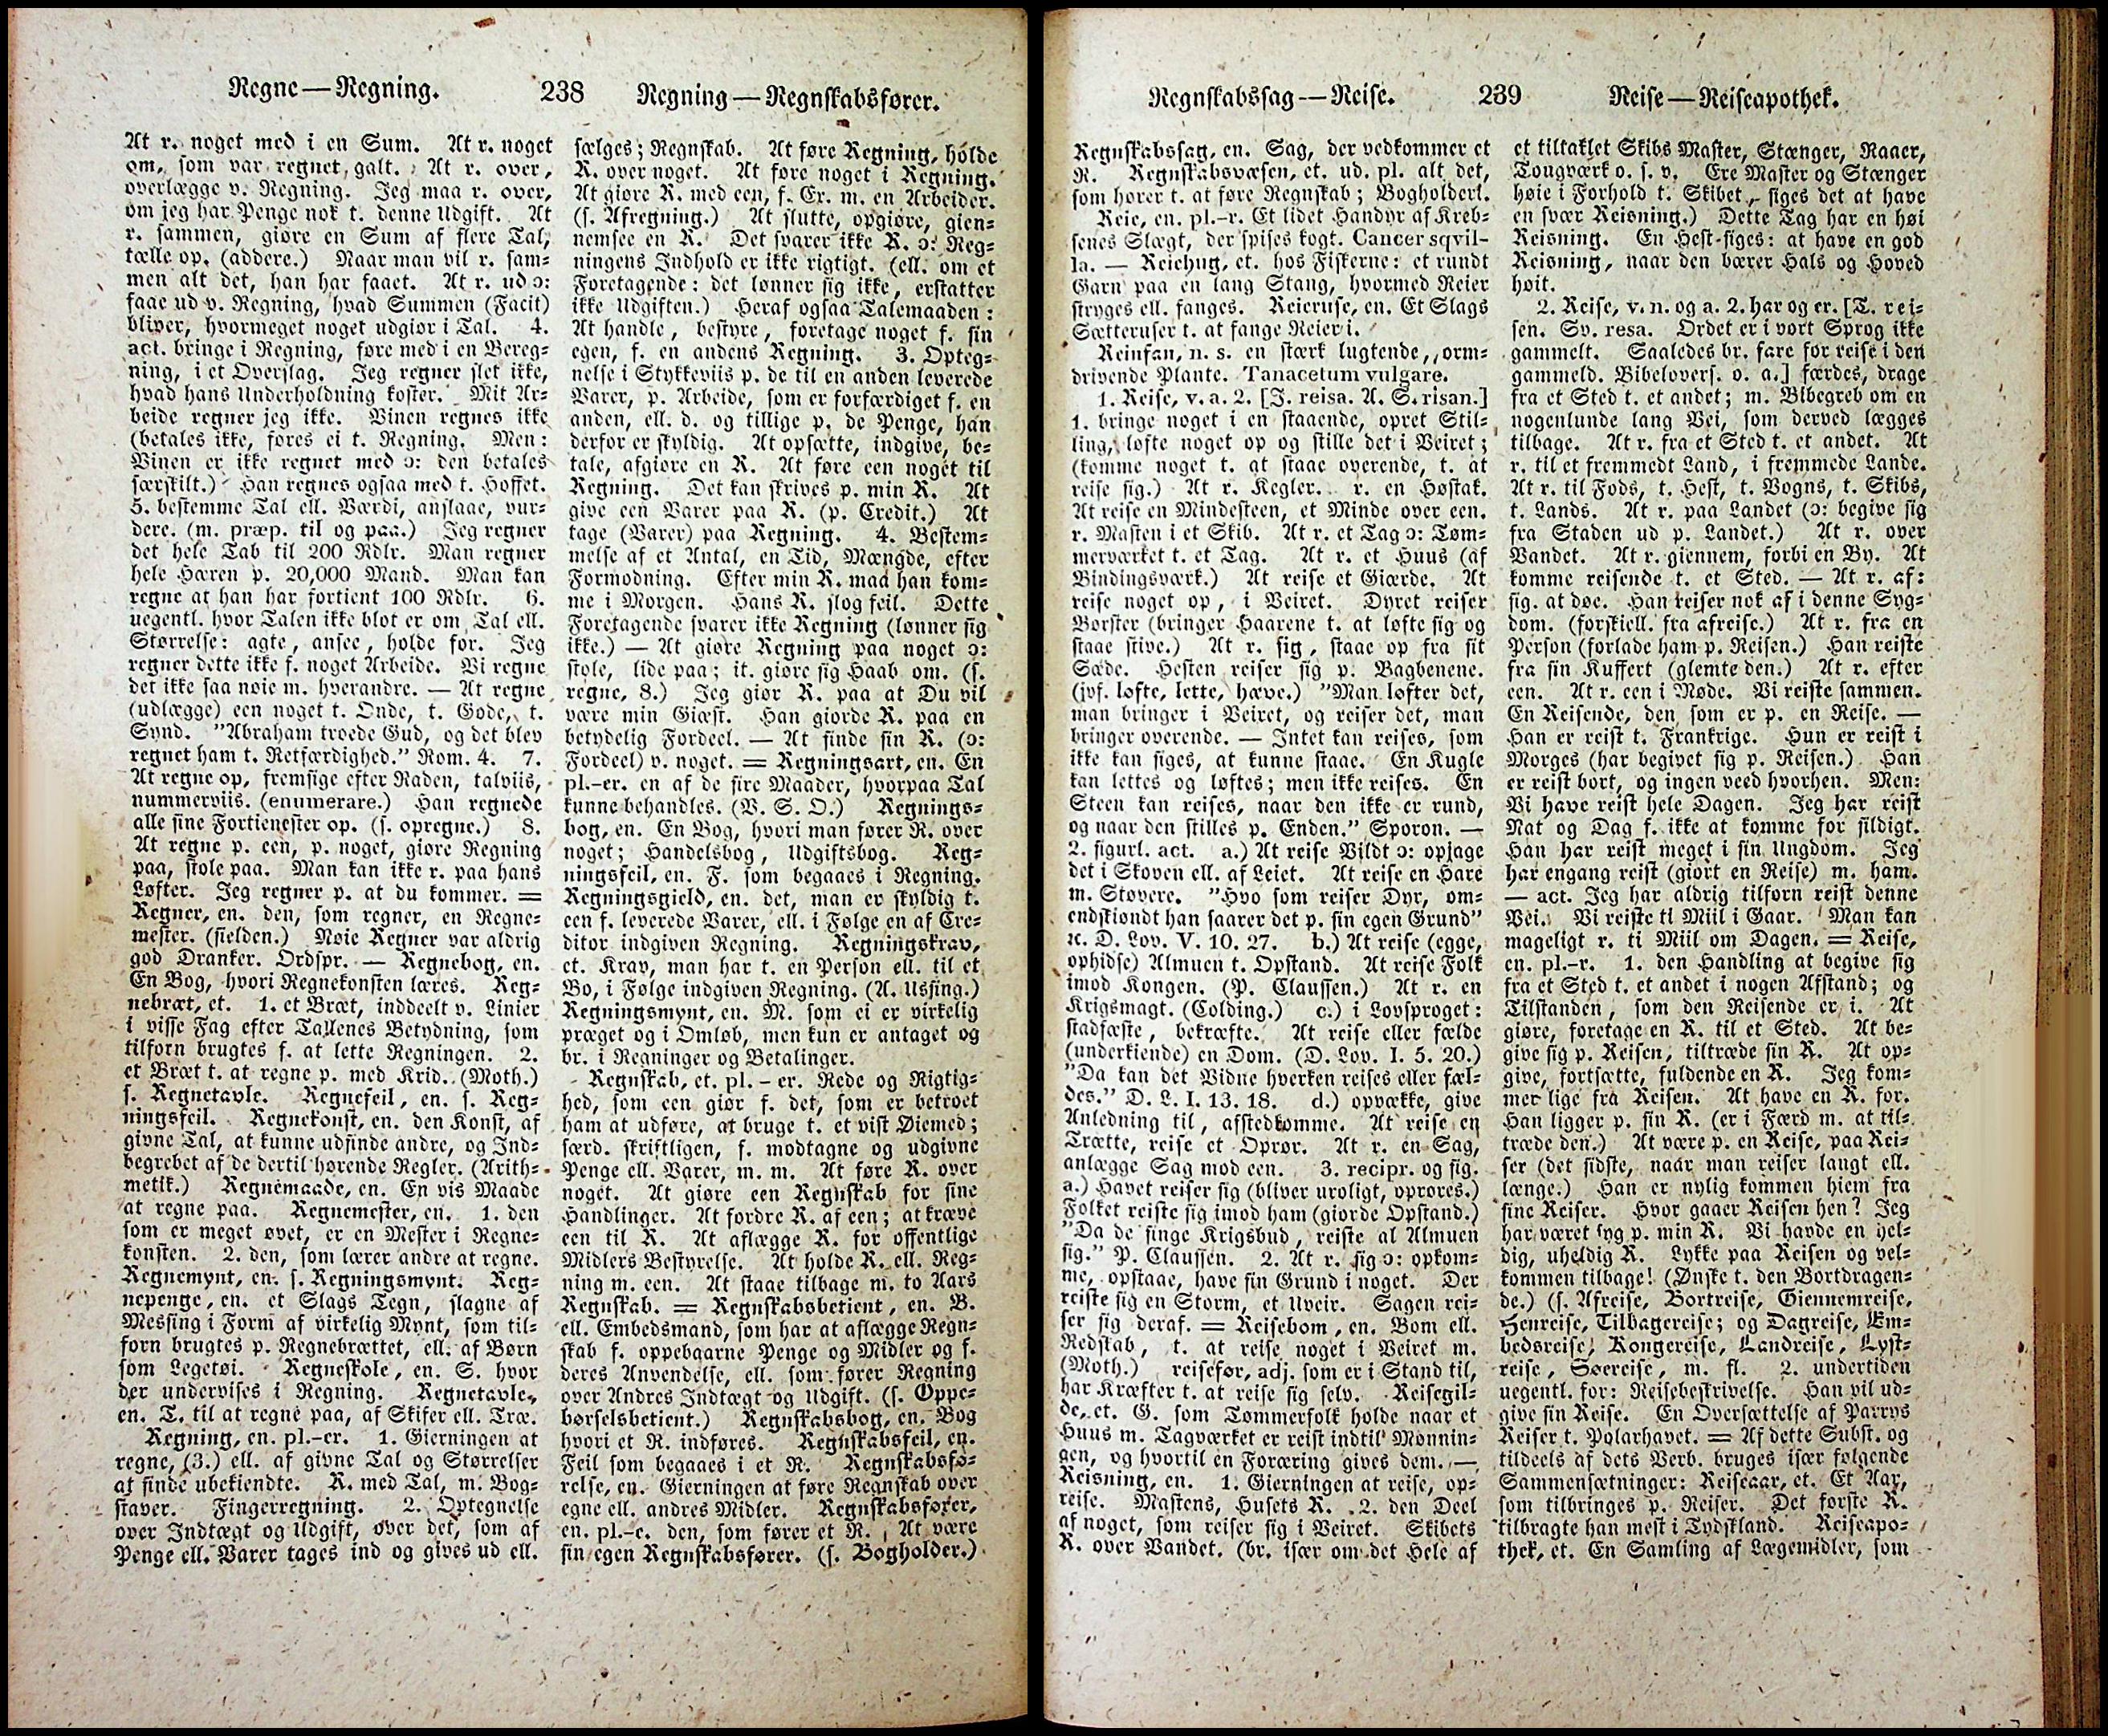 Regne—Regning. 238 Regning—Regnskabsfører.
At r. noget med i en Sum. At r. noget
om, som var regnet, galt. At r. over,
overlægge v. Regning. Jeg maa r. over,
om jeg har Penge nok t. denne Udgift. At
r. sammen, giøre en Sum af flere Tal,
tælle op. (addere.) Naar man vil r. sam-
men alt det, han har faaet. At r. ud ɔ:
faae ud v. Regning, hvad Summen (Facit)
bliver, hvormeget noget udgiør i Tal. 4.
act. bringe i Regning, føre med i en Bereg-
ning, i et Overslag. Jeg regner slet ikke,
hvad hans Underholdning koster. Mit Ar-
beide regner jeg ikke. Vinen regnes ikke
(betales ikke, føres ei t. Regning. Men:
Vinen er ikke regnet med ɔ: den betales
særskilt.) Han regnes ogsaa med t. Hoffet.
5. bestemme Tal ell. Værdi, anslaae, vur-
dere. (m. præp. til og paa.) Jeg regner
det hele Tab til 200 Rdlr. Man regner
hele Hæren p. 20,000 Mand. Man kan
regne at han har fortient 100 Rdlr. 6.
uegentl. hvor Talen ikke blot er om Tal ell.
Størrelse: agte, ansee, holde for. Jeg
regner dette ikke f. noget Arbeide. Vi regne
det ikke saa nøie m. hverandre. — At regne
(udlægge) een noget t. Onde, t. Gode, t.
Synd. "Abraham troede Gud, og det blev
regnet ham t. Retfærdighed." Rom. 4. 7.
At regne op, fremsige efter Raden, talviis,
nummerviis. (enumerare.) Han regnede
alle sine Fortienester op. (s. opregne.) 8.
At regne p. een, p. noget, giøre Regning
paa, stole paa. Man kan ikke r. paa hans
Løfter. Jeg regner p. at du kommer. =
Regner, en. den, som regner, en Regne-
mester. (sielden.) Nøie Regner var aldrig
god Dranker. Ordspr. — Regnebog, en.
En Bog, hvori Regnekonsten læres. Reg-
nebræt, et. 1. et Bræt, inddeelt v. Linier
i visse Fag efter Tallenes Betydning, som
tilforn brugtes f. at lette Regningen. 2.
et Bræt t. at regne p. med Krid. (Moth.)
s. Regnetavle. Regnefeil, en. s. Reg-
ningsfeil. Regnekonst, en. den Konst, af
givne Tal, at kunne udfinde andre, og Ind-
begrebet af de dertil hørende Regler. (Arith-
metik.) Regnemaade, en. En vis Maade
at regne paa. Regnemester, en. 1. den
som er meget øvet, er en Mester i Regne-
konsten. 2. den, som lærer andre at regne.
Regnemynt, en. s. Regningsmynt. Reg-
nepenge, en. et Slags Tegn, slagne af
Messing i Form af virkelig Mynt, som til-
forn brugtes p. Regnebrættet, ell. af Børn
som Legetøi. Regneskole, en. S. hvor
der undervises i Regning. Regnetavle,
en. T. til at regne paa, af Skifer ell. Træ.
Regning, en. pl.-er. 1. Gierningen at
regne, (3.) ell. af givne Tal og Størrelser
at finde ubekiendte. R. med Tal, m. Bog-
staver. Fingerregning. 2. Optegnelse
over Indtægt og Udgift, over det, som af
Penge ell. Varer tages ind og gives ud ell.
sælges; Regnskab. At føre Regning, holde
R. over noget. At føre noget i Regning.
At giøre R. med een, f. Ex. m. en Arbeider.
(s. Afregning.) At slutte, opgiøre, gien-
nemsee en R. Det svarer ikke R. ɔ: Reg-
ningens Indhold er ikke rigtigt. (ell. om et
Foretagende: det lønner sig ikke, erstatter
ikke Udgiften.) Heraf ogsaa Talemaaden:
At handle, bestyre, foretage noget f. sin
egen, f. en andens Regning. 3. Opteg-
nelse i Stykkeviis p. de til en anden leverede
Varer, p. Arbeide, som er forfærdiget f. en
anden, ell. d. og tillige p. de Penge, han
derfor er skyldig. At opsætte, indgive, be-
tale, afgiøre en R. At føre een noget til
Regning. Det kan skrives p. min R. At
give een Varer paa R. (p. Credit.) At
tage (Varer) paa Regning. 4. Bestem-
melse af et Antal, en Tid, Mængde, efter
Formodning. Efter min R. maa han kom-
me i Morgen. Hans R. slog feil. Dette
Foretagende svarer ikke Regning (lønner sig
ikke.) — At giøre Regning paa noget ɔ:
stole, lide paa; it. giøre sig Haab om. (s.
regne, 8.) Jeg giør R. paa at Du vil
være min Giæst. Han giorde R. paa en
betydelig Fordeel. — At finde sin R. (ɔ:
Fordeel) v. noget. = Regningsart, en. En
pl.-er. en af de fire Maader, hvorpaa Tal
kunne behandles. (V. S. O.) Regnings-
bog, en. En Bog, hvori man fører R. over
noget; Handelsbog, Udgiftsbog. Reg-
ningsfeil, en. F. som begaaes i Regning.
Regningsgield, en. det, man er skyldig t.
een f. leverede Varer, ell. i Følge en af Cre-
ditor indgiven Regning. Regningskrav,
et. Krav, man har t. en Person ell. til et
Bo, i Følge indgiven Regning. (A. Ussing.)
Regningsmynt, en. M. som ei er virkelig
præget og i Omløb, men kun er antaget og
br. i Regninger og Betalinger.
Regnskab, et. pl. - er. Rede og Rigtig-
hed, som een giør f. det, som er betroet
ham at udføre, at bruge t. et vist Øiemed;
færd. skriftligen, f. modtagne og udgivne
Penge ell. Varer, m. m. At føre R. over
noget. At giøre een Regnskab for sine
Handlinger. At fordre R. af een; at kræve
een til R. At aflægge R. for offentlige
Midlers Bestyrelse. At holde R. ell. Reg-
ning m. een. At staae tilbage m. to Aars
Regnskab. = Regnskabsbetient, en. B.
ell. Embedsmand, som har at aflægge Regn-
skab f. oppebaarne Penge og Midler og f.
deres Anvendelse, ell. som fører Regning
over Andres Indtægt og Udgift. (s. Oppe-
børselsbetient.) Regnskabsbog, en. Bog
hvori et R. indføres. Regnskabsfeil, en.
Feil som begaaes i et R. Regnskabsfø-
relse, en. Gierningen at føre Regnskab over
egne ell. andres Midler. Regnskabsfører,
en. pl.-e. den, som fører et R. At være
sin egen Regnskabsfører. (s. Bogholder.)
Regnskabssag—Reise. 239 Reise—Reiseapothek.
Regnskabssag, en. Sag, der vedkommer et
R. Regnskabsvæsen, et. ud. pl. alt det,
som hører t. at føre Regnskab; Bogholderi.
Reie, en. pl.-r. Et lidet Handyr af Kreb-
senes Slægt, der spises kogt. Cancer sqvil-
la. — Reiehug, et. hos Fiskerne: et rundt
Garn paa en lang Stang, hvormed Reier
stryges ell. fanges. Reieruse, en. Et Slags
Sætteruser t. at fange Reier i.
Reinfan, n. s. en stærk lugtende, orm-
drivende Plante. Tanacetum vulgare.
1. Reise, v. a. 2. [J. reisa. A. S. risan.]
1. bringe noget i en staaende, opret Stil-
ling, løfte noget op og stille det i Veiret;
(komme noget t. at staae overende, t. at
reise sig.) At r. Kegler. r. en Høstak.
At reise en Mindesteen, et Minde over een.
r. Masten i et Skib. At r. et Tag ɔ: Tøm-
merværket t. et Tag. At r. et Huus (af
Bindingsværk.) At reise et Giærde. At
reise noget op, i Veiret. Dyret reiser
Børster (bringer Haarene t. at løfte sig og
staae stive.) At r. sig, staae op fra sit
Sæde. Hesten reiser sig p. Bagbenene.
(jvf. løfte, lette, hæve.) "Man løfter det,
man bringer i Veiret, og reiser det, man
bringer overende. — Intet kan reises, som
ikke kan siges, at kunne staae. En Kugle
kan lettes og løftes; men ikke reises. En
Steen kan reises, naar den ikke er rund,
og naar den stilles p. Enden." Sporon. —
2. figurl. act. a.) At reise Vildt ɔ: opjage
det i Skoven ell. af Leiet. At reise en Hare
m. Støvere. "Hvo som reiser Dyr, om-
endskiøndt han saarer det p. sin egen Grund"
ꝛc. D. Lov. V. 10. 27. b.) At reise (egge,
ophidse) Almuen t. Opstand. At reise Folk
imod Kongen. (P. Claussen.) At r. en
Krigsmagt. (Colding.) c.) i Lovsproget:
stadfæste, bekræfte. At reise eller fælde
(underkiende) en Dom. (D. Lov. I. 5. 20.)
"Da kan det Vidne hverken reises eller fæl-
des." D. L. I. 13. 18. d.) opvække, give
Anledning til, afstedkomme. At reise en
Trætte, reise et Oprør. At r. en Sag,
anlægge Sag mod een. 3. recipr. og fig.
a.) Havet reiser sig (bliver uroligt, oprøres.)
Folket reiste sig imod ham (giorde Opstand.)
"Da de finge Krigsbud, reiste al Almuen
sig." P. Claussen. 2. At r. sig ɔ: opkom-
me, opstaae, have sin Grund i noget. Der
reiste sig en Storm, et Uveir. Sagen rei-
ser sig deraf. = Reisebom, en. Bom ell.
Redskab, t. at reise noget i Veiret m.
(Moth.) reisefør, adj. som er i Stand til,
har Kræfter t. at reise sig selv. Reisegil-
de, et. G. som Tømmerfolk holde naar et
Huus m. Tagværket er reist indtil Mønnin-
gen, og hvortil en Foræring gives dem. —
Reisning, en. 1. Gierningen at reise, op-
reise. Mastens, Husets R. 2. den Deel
af noget, som reiser sig i Veiret. Skibets
R. over Vandet. (br. især om det Hele af
et tiltaklet Skibs Master, Stænger, Raaer,
Tougværk o. s. v. Ere Master og Stænger
høie i Forhold t. Skibet, siges det at have
en svær Reisning.) Dette Tag har en høi
Reisning. En Hest siges: at have en god
Reisning, naar den bærer Hals og Hoved
høit.
2. Reise, v. n. og a. 2. har og er. [T. rei-
sen. Sv. resa. Ordet er i vort Sprog ikke
gammelt. Saaledes br. fare for reise i den
gammeld. Bibelovers. o. a.] færdes, drage
fra et Sted t. et andet; m. Bibegreb om en
nogenlunde lang Vei, som derved lægges
tilbage. At r. fra et Sted t. et andet. At
r. til et fremmedt Land, i fremmede Lande.
At r. til Fods, t. Hest, t. Vogns, t. Skibs,
t. Lands. At r. paa Landet (ɔ: begive sig
fra Staden ud p. Landet.) At r. over
Vandet. At r. giennem, forbi en By. At
komme reisende t. et Sted. — At r. af:
fig. at døe. Han reiser nok af i denne Syg-
dom. (forskiell. fra afreise.) At r. fra en
Person (forlade ham p. Reisen.) Han reiste
fra sin Kuffert (glemte den.) At r. efter
een. At r. een i Møde. Vi reiste sammen.
En Reisende, den som er p. en Reise. —
Han er reist t. Frankrige. Hun er reist i
Morges (har begivet sig p. Reisen.) Han
er reist bort, og ingen veed hvorhen. Men:
Vi have reist hele Dagen. Jeg har reist
Nat og Dag f. ikke at komme for sildigt.
Han har reist meget i sin Ungdom. Jeg
har engang reist (giort en Reise) m. ham.
— act. Jeg har aldrig tilforn reist denne
Vei. Vi reiste ti Miil i Gaar. Man kan
mageligt r. ti Miil om Dagen. = Reise,
en. pl.-r. 1. den Handling at begive sig
fra et Sted t. et andet i nogen Afstand; og
Tilstanden, som den Reisende er i. At
giøre, foretage en R. til et Sted. At be-
give sig p. Reisen, tiltræde sin R. At op-
give, fortsætte, fuldende en R. Jeg kom-
mer lige fra Reisen. At have en R. for.
Han ligger p. sin R. (er i Færd m. at til-
træde den.) At være p. en Reise, paa Rei-
ser (det sidste, naar man reiser langt ell.
længe.) Han er nylig kommen hiem fra
sine Reiser. Hvor gaaer Reisen hen? Jeg
har været syg p. min R. Vi havde en hel-
dig, uheldig R. Lykke paa Reisen og vel-
kommen tilbage! (Ønske t. den Bortdragen-
de.) (s. Afreise, Bortreise, Giennemreise,
Henreise, Tilbagereise; og Dagreise, Em-
bedsreise, Kongereise, Landreise, Lyst-
reise, Søereise, m. fl. 2. undertiden
uegentl. for: Reisebeskrivelse. Han vil ud-
give sin Reise. En Oversættelse af Parrys
Reiser t. Polarhavet. = Af dette Subst. og
tildeels af dets Verb. bruges især følgende
Sammensætninger: Reiseaar, et. Et Aar,
som tilbringes p. Reiser. Det første R.
tilbragte han mest i Tydskland. Reiseapo-
thek, et. En Samling af Lægemidler, som